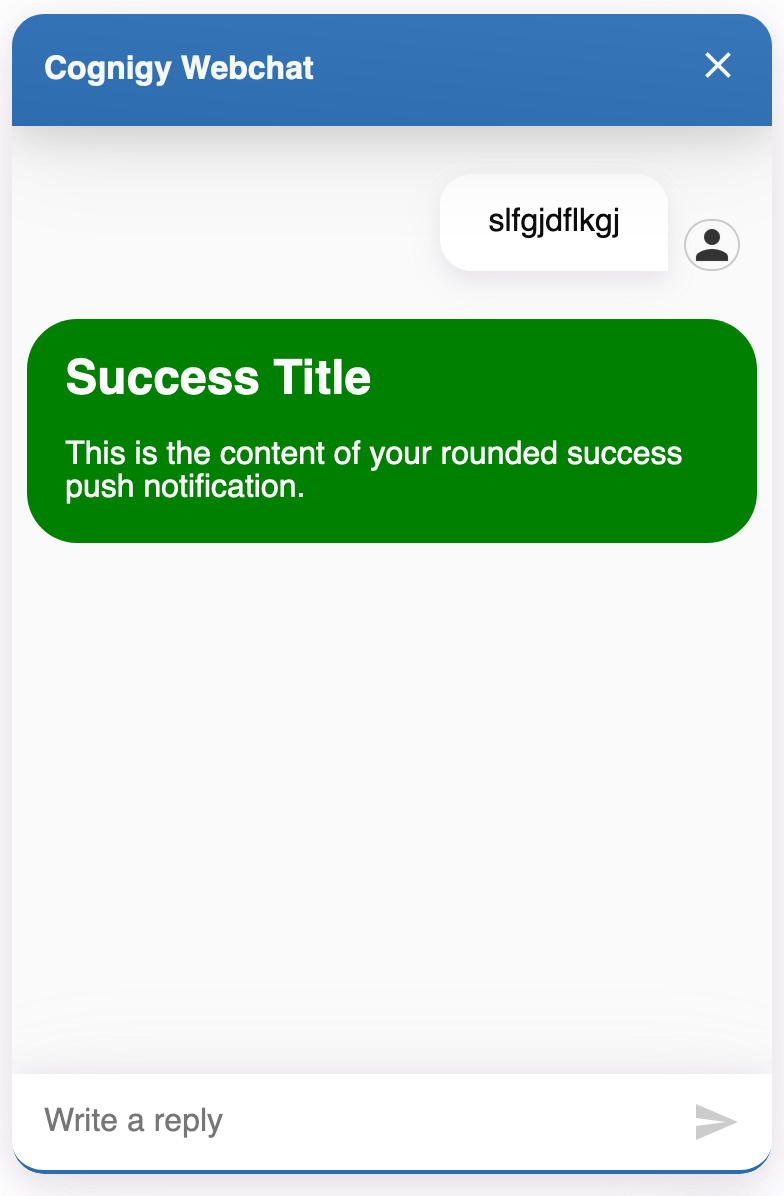 Cognigy Webchat
slfgjdflkgj
Success Title
This is the content of your rounded success
push notification.
Write a reply